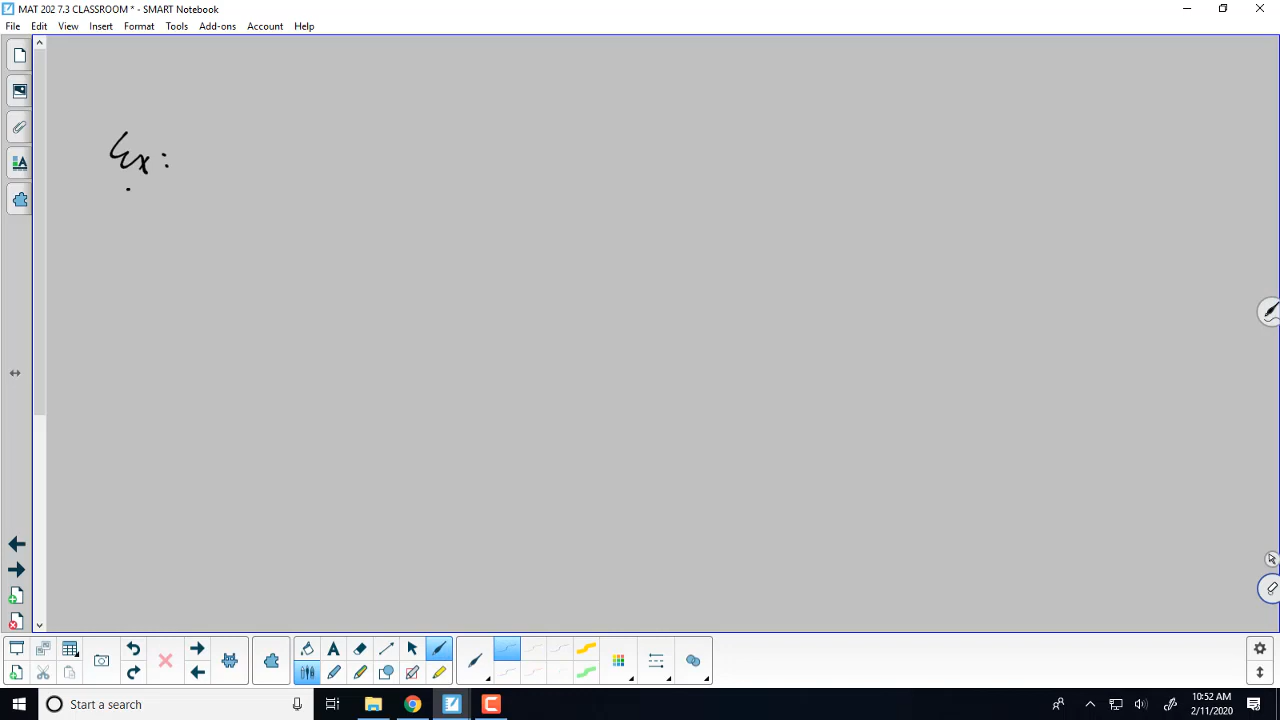 MAT 202 7.3 CLASSROOM * - SMART Notebook
File Edit View Insert Format Tools Add-ons Account Help
Ex:
Start a search
10:52 AM
2/11/2020